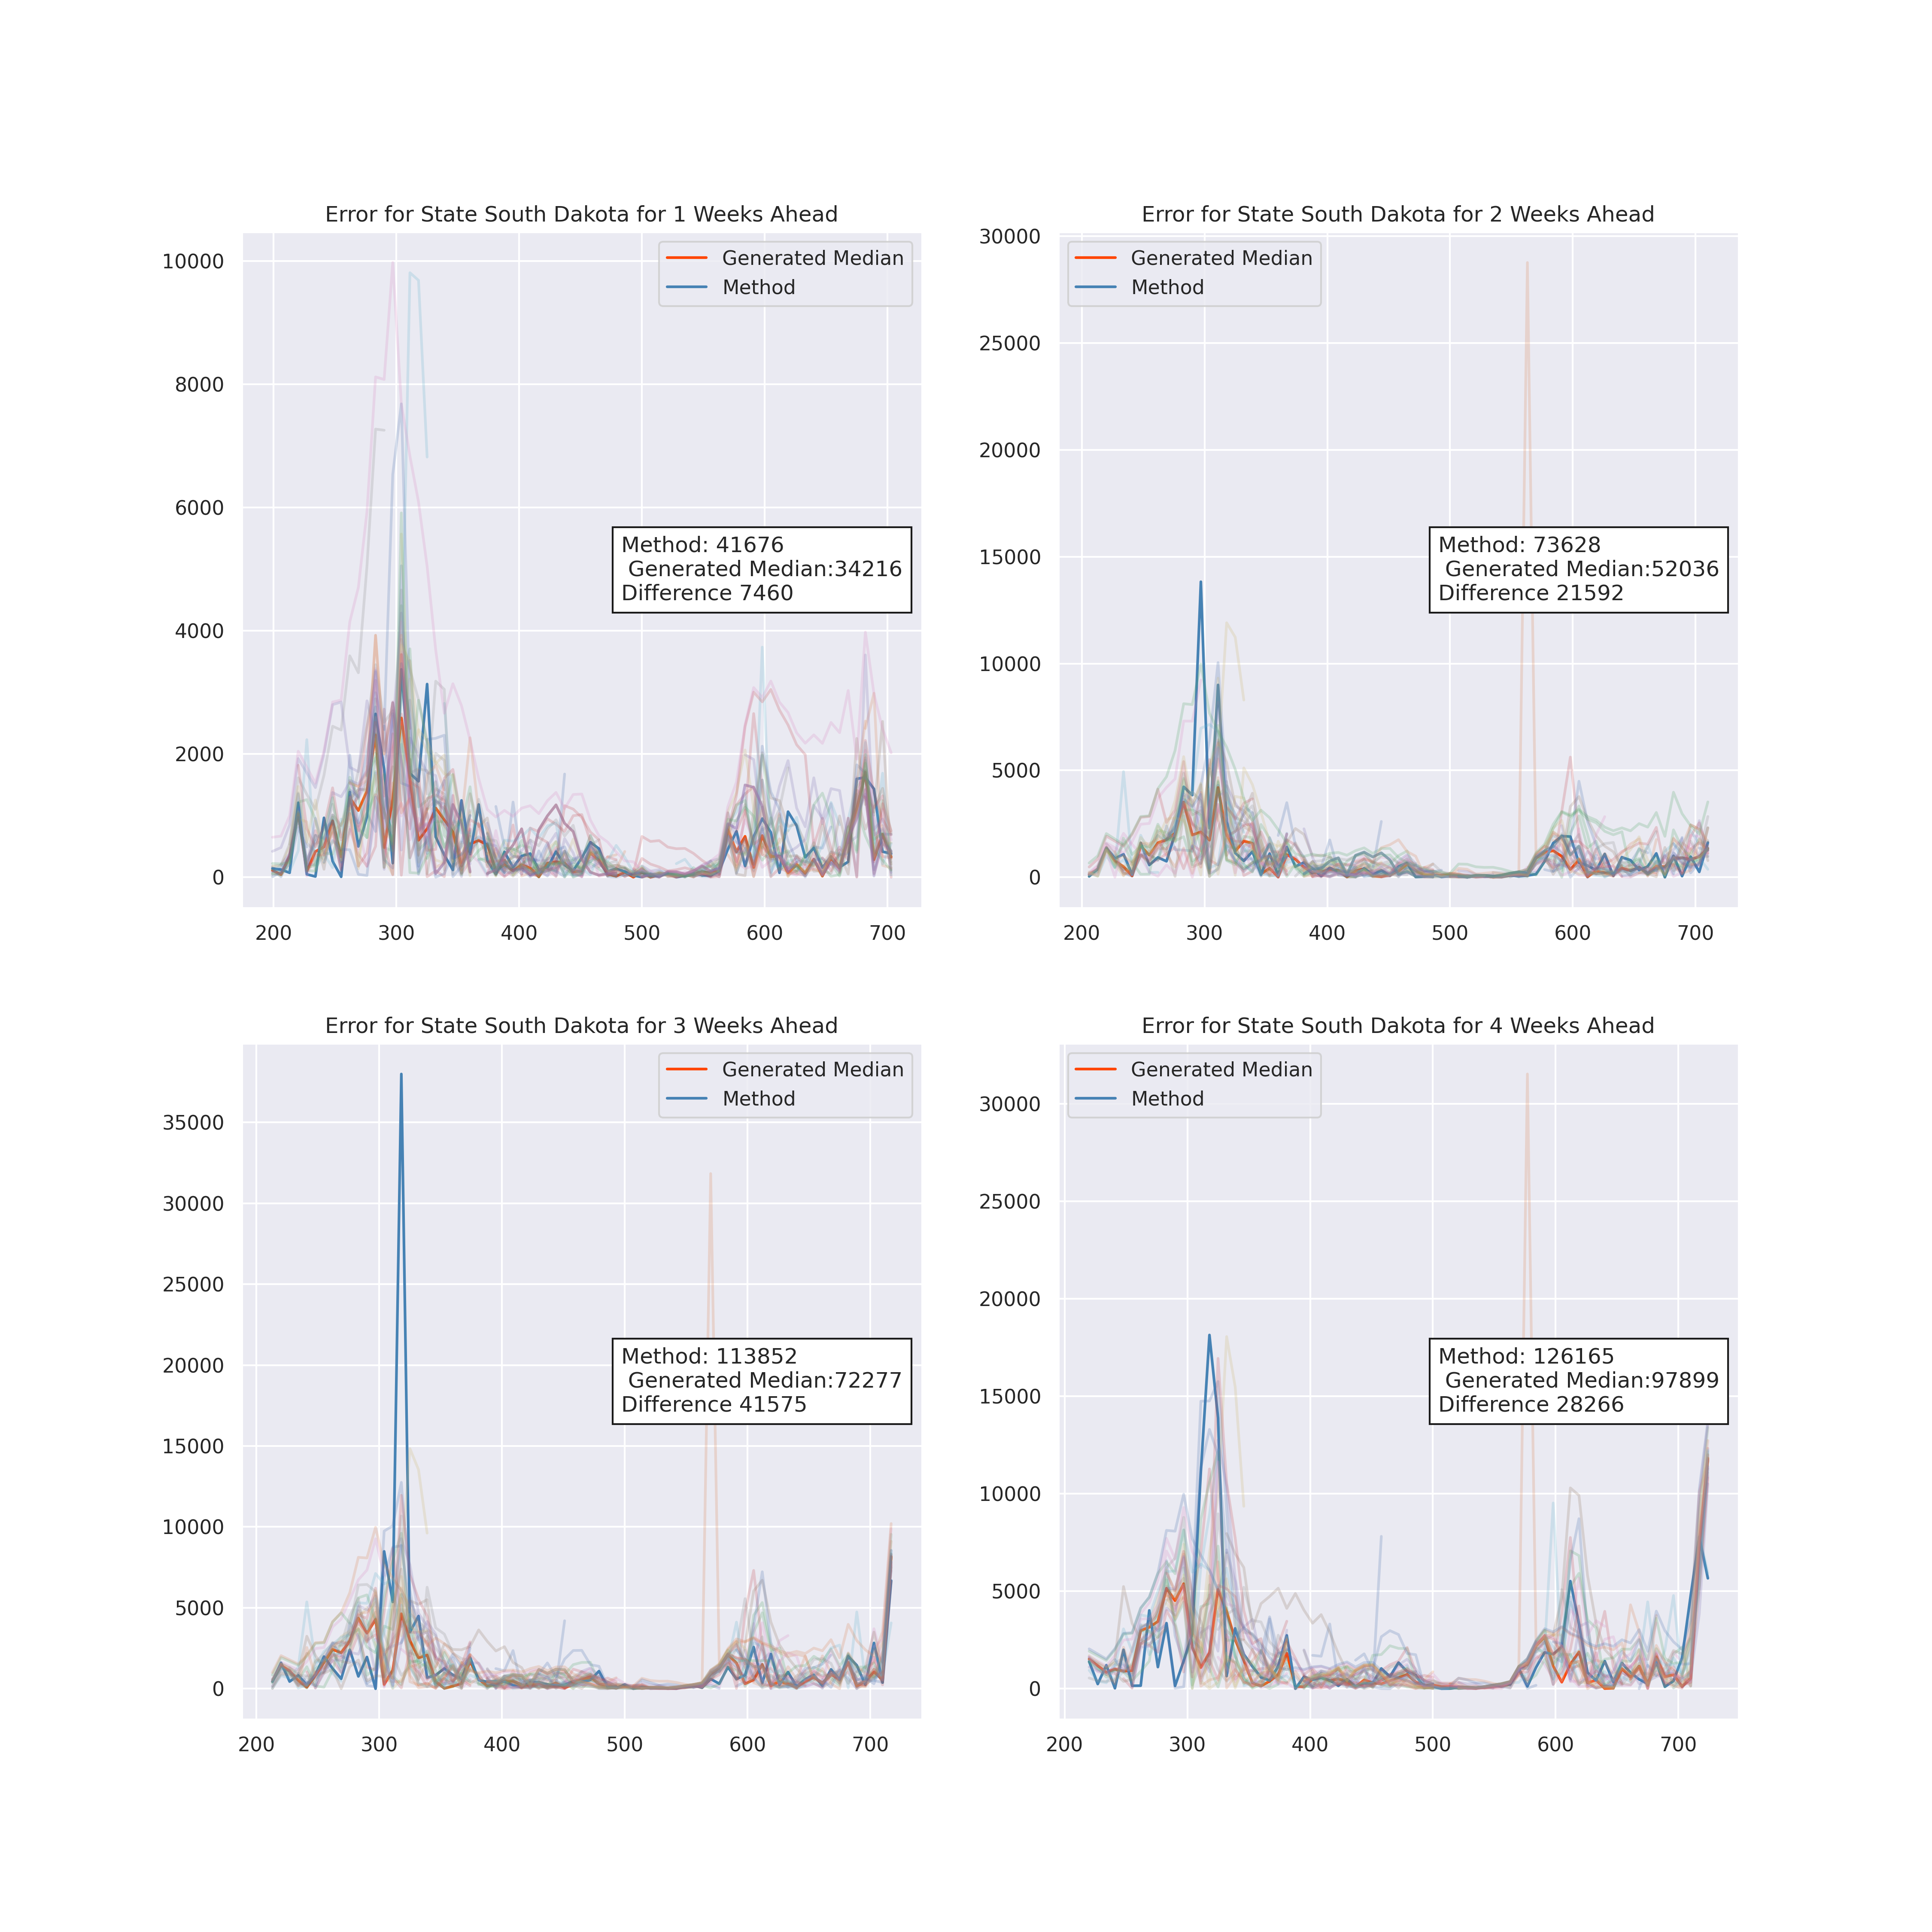 Error for State South Dakota for 1 Weeks Ahead
10000
8000
6000
4000
2000
0
200 300 400 500 600 700
Generated Median
Method
Method: 41676
Generated Median:34216
Difference 7460
Error for State South Dakota for 2 Weeks Ahead
30000
25000
20000
15000
10000
5000
0
200 300 400 500 600 700
Generated Median
Method
Method: 73628
Generated Median:52036
Difference 21592
Error for State South Dakota for 3 Weeks Ahead
35000
30000
25000
20000
15000
10000
5000
0
200 300 400 500 600 700
Generated Median
Method
Method: 113852
Generated Median:72277
Difference 41575
Error for State South Dakota for 4 Weeks Ahead
30000
25000
20000
15000
10000
5000
0
200 300 400 500 600 700
Generated Median
Method
Method: 126165
Generated Median:97899
Difference 28266